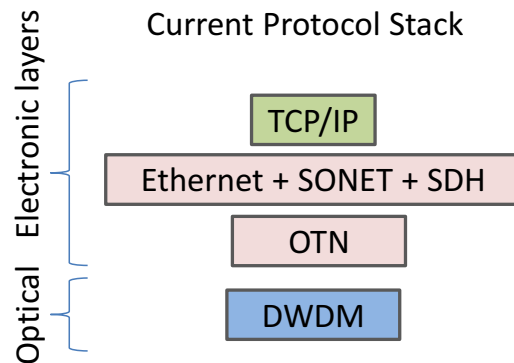 Current Protocol Stack
Electronic layers
TCP/IP
Ethernet + SONET + SDH
OTN
Optical
DWDM